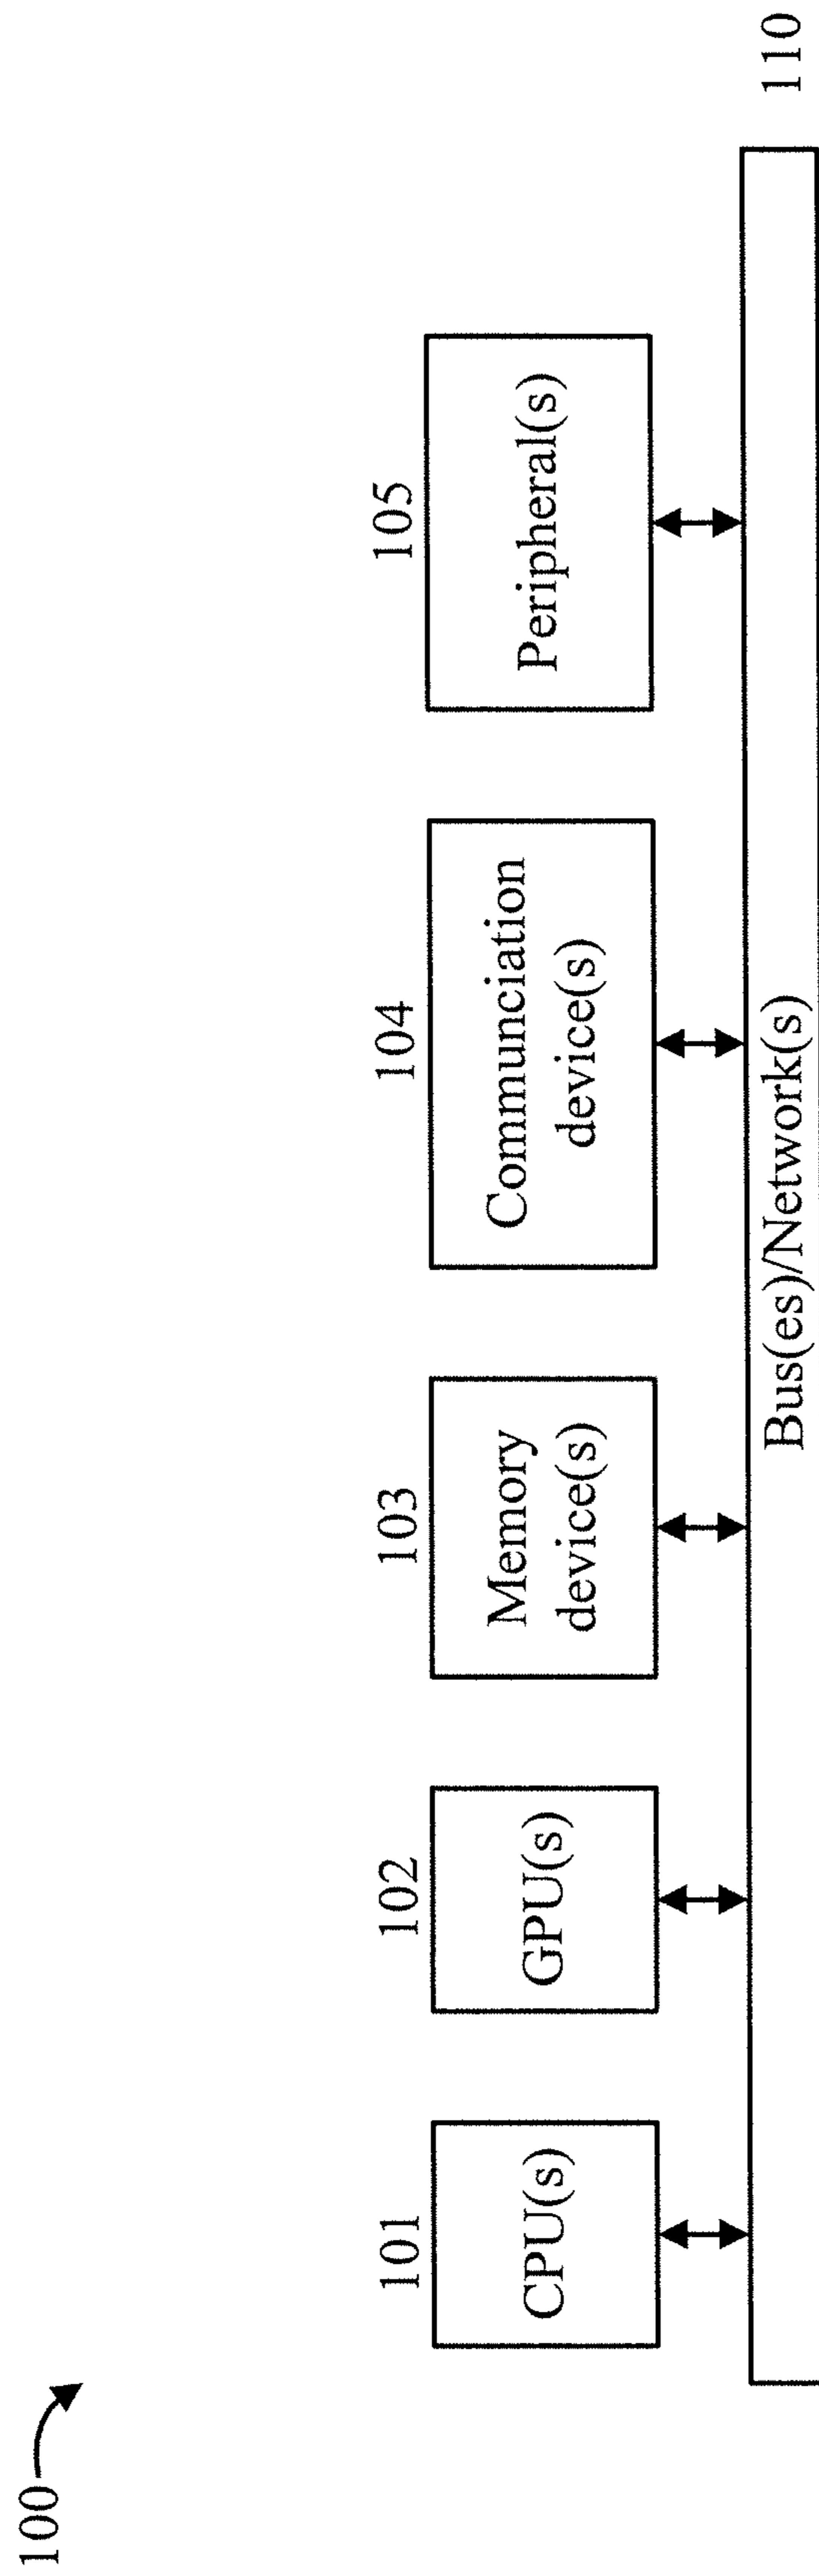 100
101
CPU(s)
102
GPU(s)
103
Memory
device(s)
104
Communciation
device(s)
105
Peripheral(s)
Bus(es)/Network(s)
110